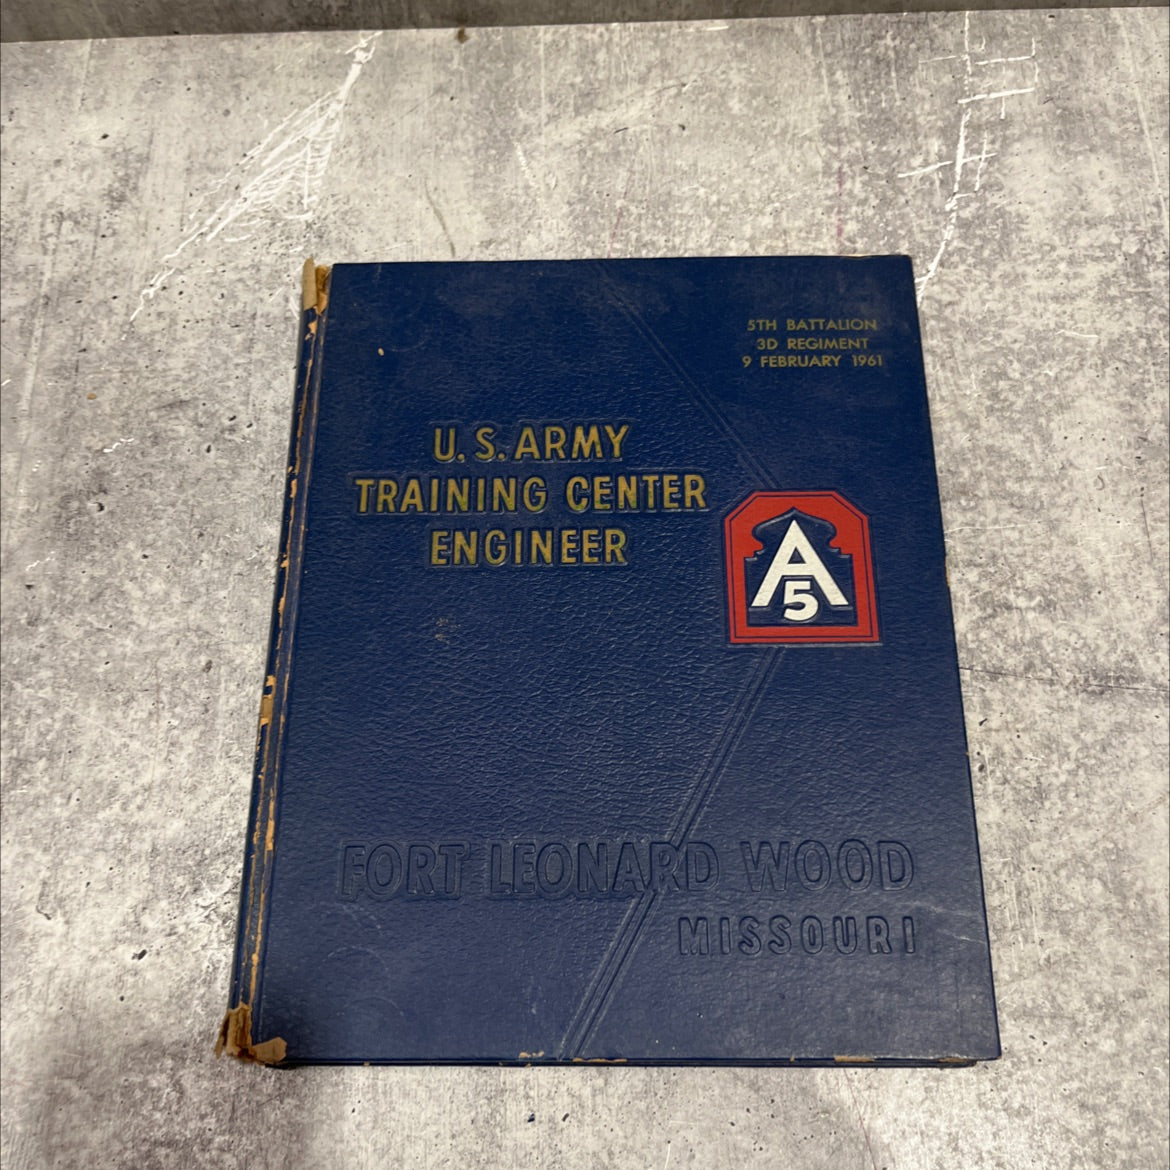 5TH BATTALION
3D REGIMENT
9 FEBRUARY 1961
U.S. ARMY
TRAINING CENTER
ENGINEER
A
5
FORT LEONARD WOOD
MISSOURI